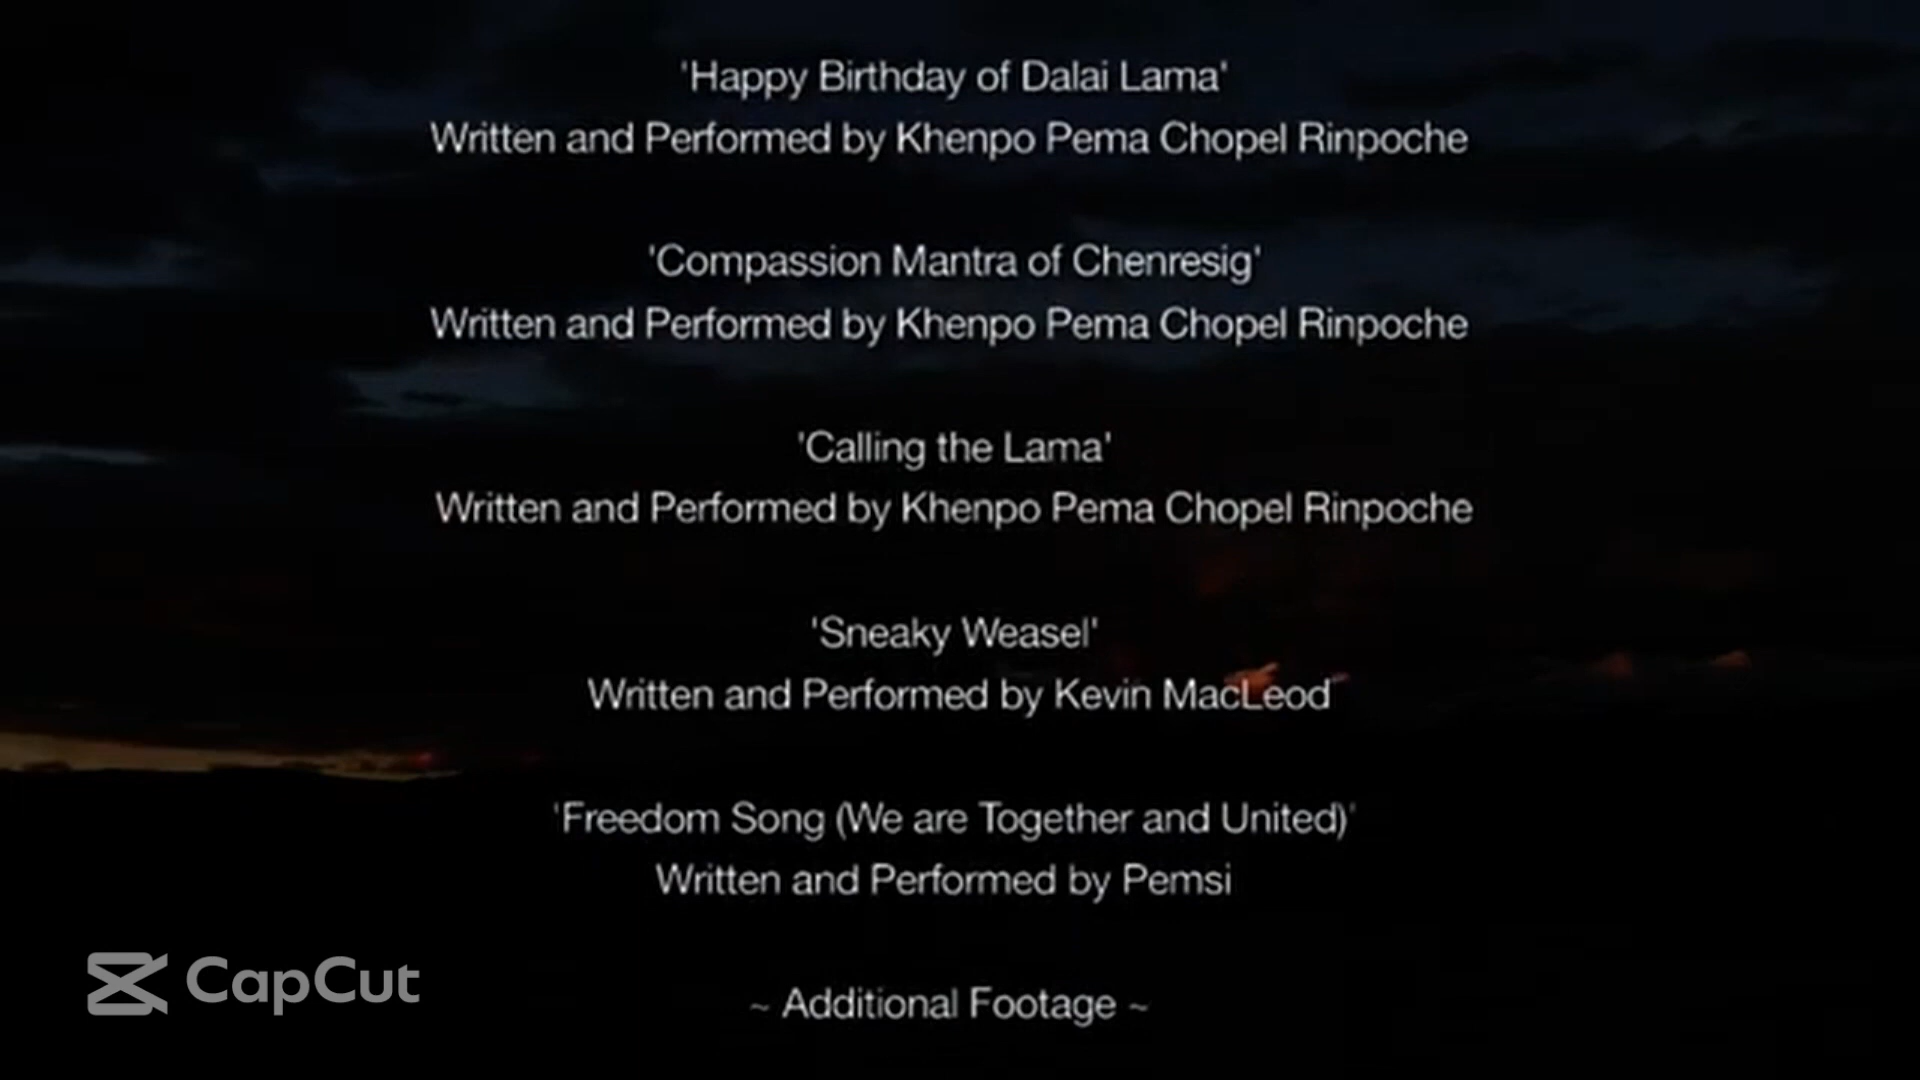 'Happy Birthday of Dalai Lama'
Written and Performed by Khenpo Pema Chopel Rinpoche
'Compassion Mantra of Chenresig'
Written and Performed by Khenpo Pema Chopel Rinpoche
'Calling the Lama'
Written and Performed by Khenpo Pema Chopel Rinpoche
'Sneaky Weasel'
Written and Performed by Kevin MacLeod
'Freedom Song (We are Together and United)'
Written and Performed by Pemsi
~ Additional Footage ~
CapCut